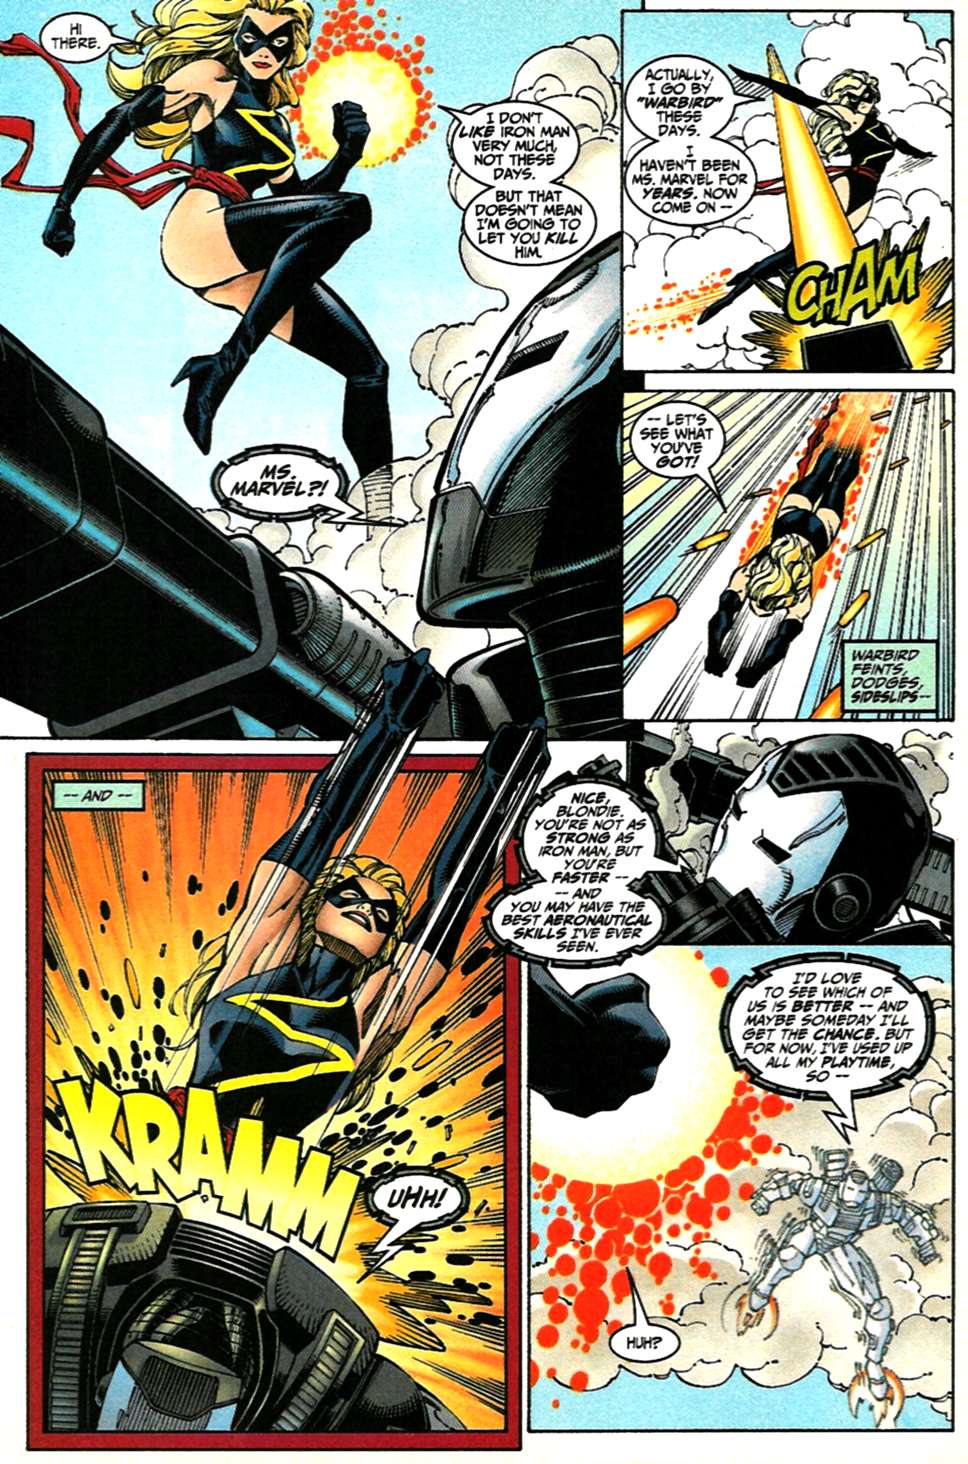 HI
THERE.
I DON'T
LIKE IRON MAN
VERY MUCH,
NOT THESE
DAYS.
BUT THAT
DOESN'T MEAN
I'M GOING TO
LET YOU KILL
HIM.
MS.
MARVEL?!
ACTUALLY,
I GO BY
"WARBIRD"
THESE
DAYS.
I
HAVEN'T BEEN
MS. MARVEL FOR
YEARS. NOW
COME ON --
CHAM
-- LET'S
SEE WHAT
YOU'VE
GOT!
WARBIRD
FEINTS,
DODGES,
SIDESLIPS--
-- AND --
KRAMM
UHH!
NICE,
BLONDIE.
YOU'RE NOT AS
STRONG AS
IRON MAN, BUT
YOU'RE
FASTER --
-- AND
YOU MAY HAVE THE
BEST AERONAUTICAL
SKILLS I'VE EVER
SEEN.
I'D LOVE
TO SEE WHICH OF
US IS BETTER -- AND
MAYBE SOMEDAY I'LL
GET THE CHANCE. BUT
FOR NOW, I'VE USED UP
ALL MY PLAYTIME,
SO --
HUH?